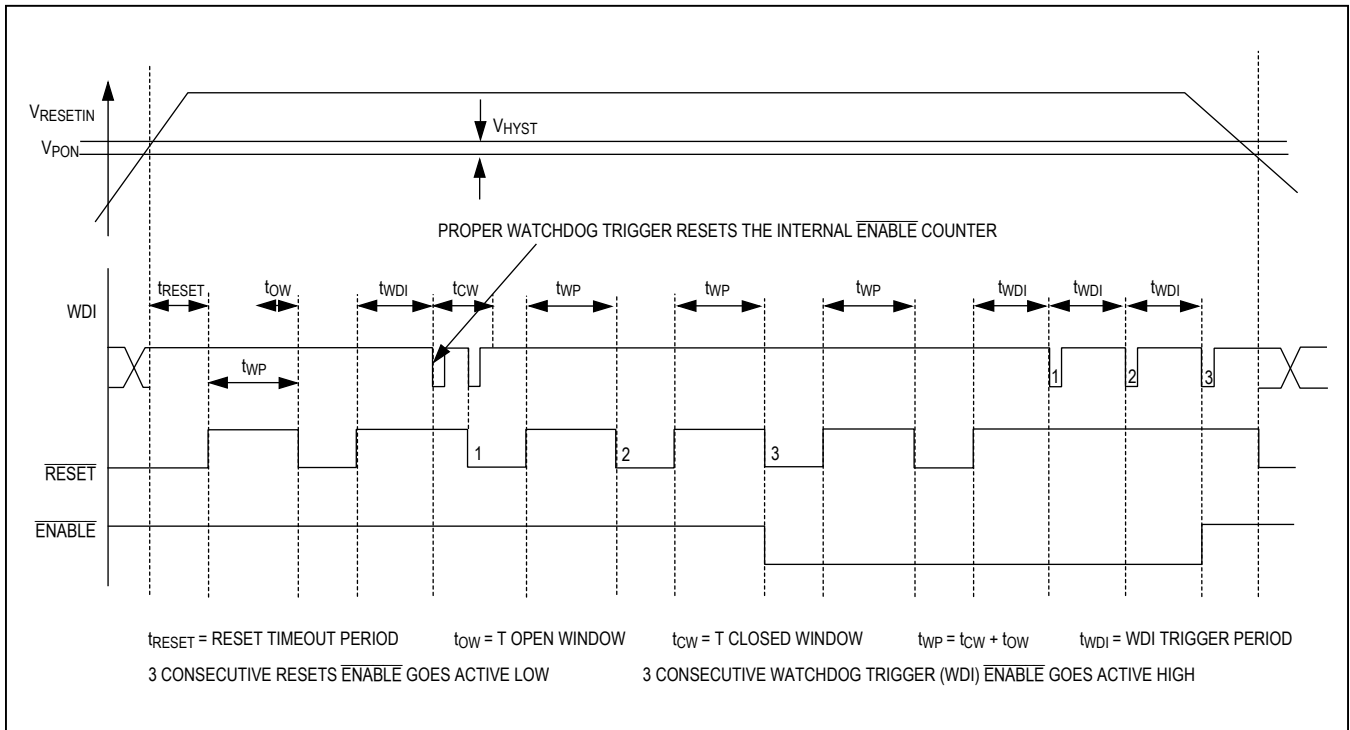 VRESETIN
VHYST
VPON
PROPER WATCHDOG TRIGGER RESETS THE INTERNAL ENABLE COUNTER
tRESET tOW tWDI tCW tWP tWP tWP tWDI tWDI tWDI
WDI
tWP
1 2 3
1 2 3
RESET
ENABLE
tRESET = RESET TIMEOUT PERIOD tOW = T OPEN WINDOW tCW = T CLOSED WINDOW tWP = tCW + tOW tWDI = WDI TRIGGER PERIOD
3 CONSECUTIVE RESETS ENABLE GOES ACTIVE LOW 3 CONSECUTIVE WATCHDOG TRIGGER (WDI) ENABLE GOES ACTIVE HIGH